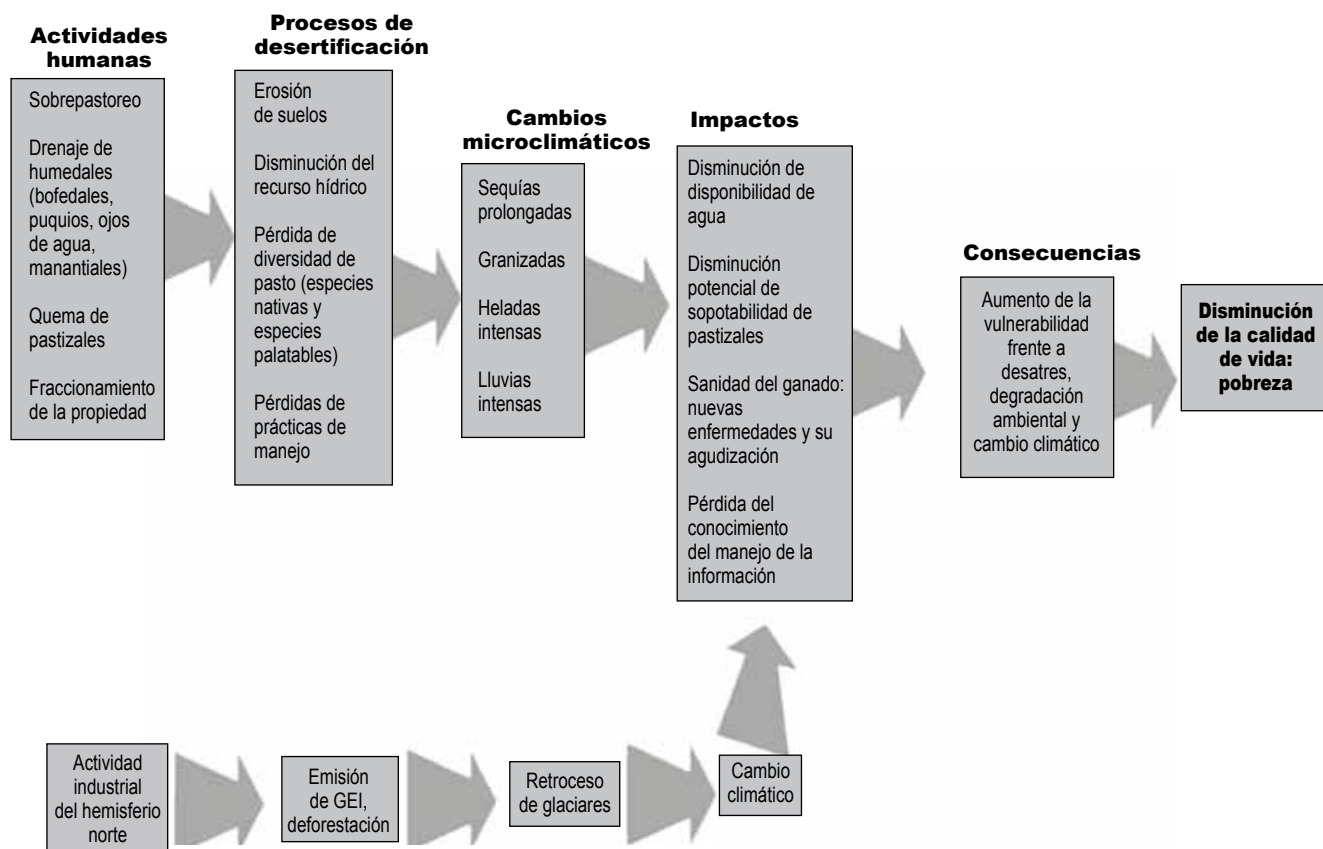 Actividades
humanas
Sobrepastoreo
Drenaje de
humedales
(bofedales,
puquios, ojos
de agua,
manantiales)
Quema de
pastizales
Fraccionamiento
de la propiedad
Procesos de
desertificación
Erosión
de suelos
Disminución del
recurso hídrico
Pérdida de
diversidad de
pasto (especies
nativas y
especies
palatables)
Pérdidas de
prácticas de
manejo
Cambios
microclimáticos
Sequías
prolongadas
Granizadas
Heladas
intensas
Lluvias
intensas
Impactos
Disminución de
disponibilidad de
agua
Disminución
potencial de
sopotabilidad de
pastizales
Sanidad del ganado:
nuevas
enfermedades y su
agudización
Pérdida del
conocimiento
del manejo de la
información
Consecuencias
Aumento de la
vulnerabilidad
frente a
desatres,
degradación
ambiental y
cambio climático
Disminución
de la calidad
de vida:
pobreza
Actividad
industrial
del hemisferio
norte
Emisión
de GEI,
deforestación
Retroceso
de glaciares
Cambio
climático